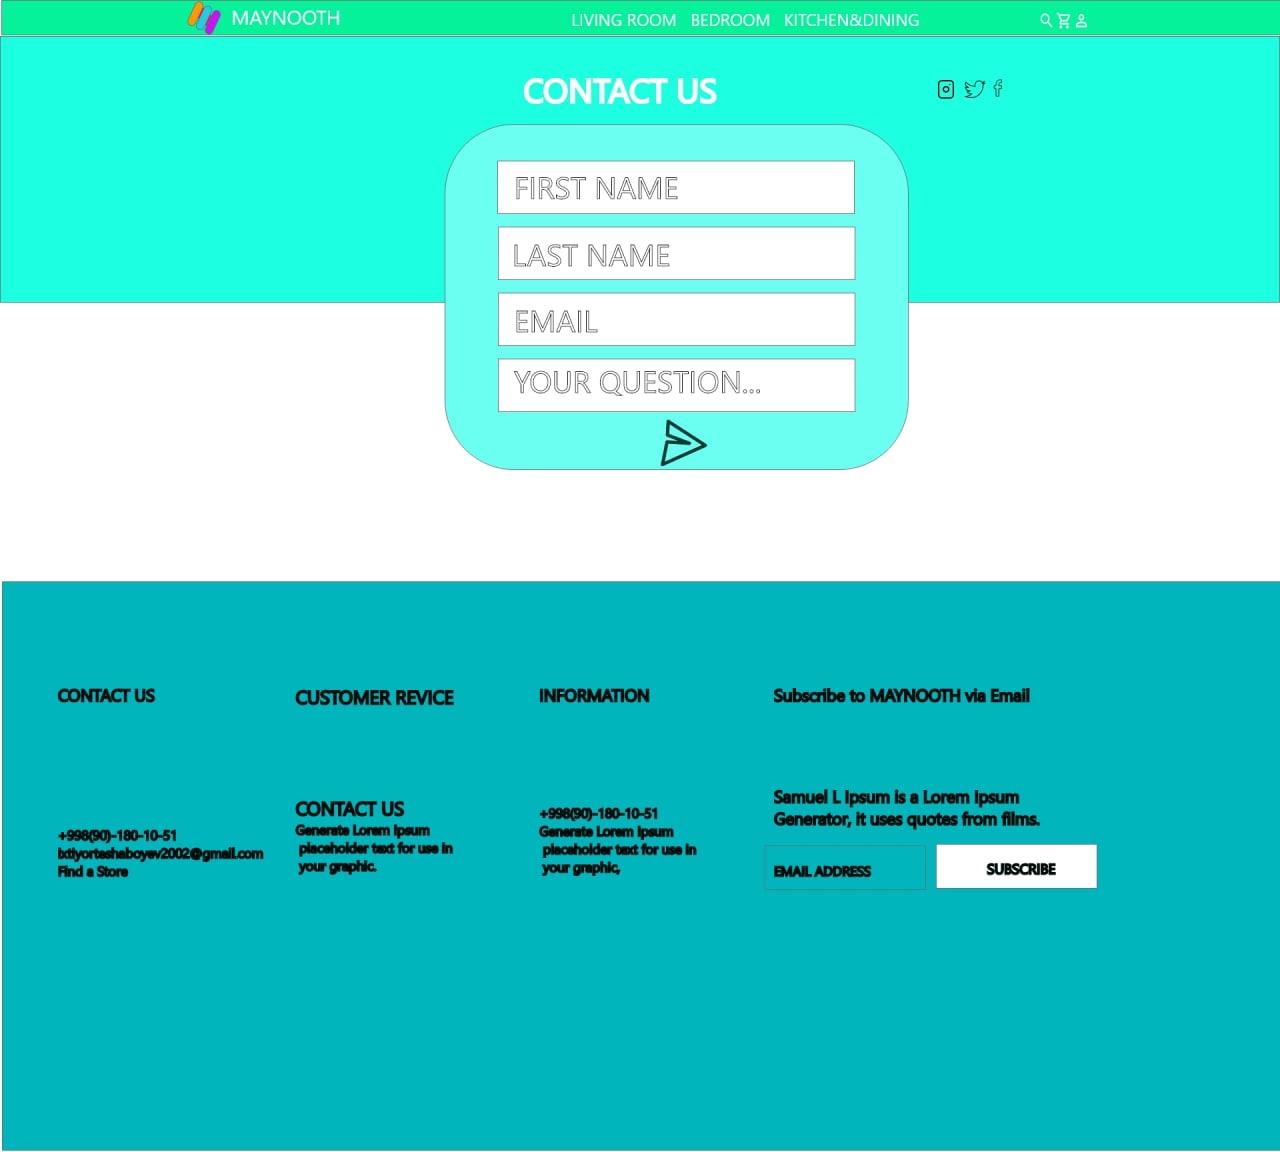 MAYNOOTH
LIVING ROOM BEDROOM KITCHEN&DINING
CONTACT US
FIRST NAME
LAST NAME
EMAIL
YOUR QUESTION...
CONTACT US
CUSTOMER REVICE
INFORMATION
Subscribe to MAYNOOTH via Email
+998(90)-180-10-51
ixtiyortashaboyev2002@gmail.com
Find a Store
CONTACT US
Generate Lorem Ipsum
placeholder text for use in
your graphic.
+998(90)-180-10-51
Generate Lorem Ipsum
placeholder text for use in
your graphic,
Samuel L Ipsum is a Lorem Ipsum
Generator, it uses quotes from films.
EMAIL ADDRESS
SUBSCRIBE